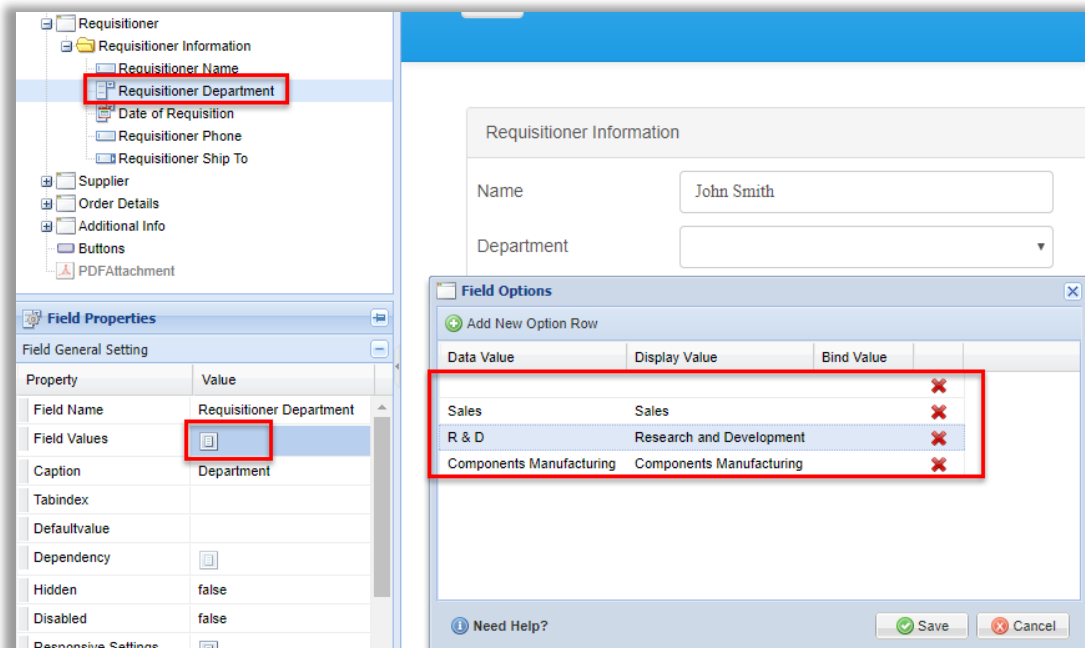 Requisitioner
Requisitioner Information
Requisitioner Name
Requisitioner Department
Date of Requisition
Requisitioner Phone
Requisitioner Ship To
Supplier
Order Details
Additional Info
Buttons
PDFAttachment
Field Properties
Field General Setting
Property Value
Field Name Requisitioner Department
Field Values
Caption Department
Tabindex
Defaultvalue
Dependency
Hidden false
Disabled false
Responsive Settings
Requisitioner Information
Name John Smith
Department
Field Options
Add New Option Row
Data Value Display Value Bind Value
Sales Sales
R & D Research and Development
Components Manufacturing Components Manufacturing
Need Help? Save Cancel